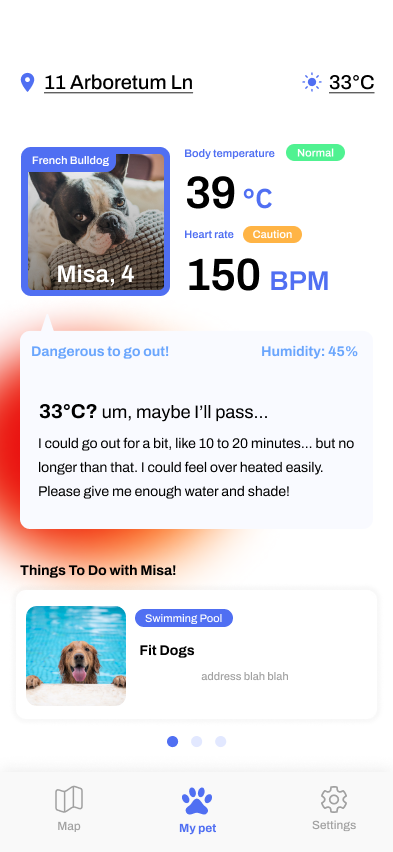 11 Arboretum Ln
33°C
French Bulldog
Misa, 4
Body temperature
Normal
39 °C
Heart rate
Caution
150 BPM
Dangerous to go out!
Humidity: 45%
33°C? um, maybe I’ll pass...
I could go out for a bit, like 10 to 20 minutes... but no
longer than that. I could feel over heated easily.
Please give me enough water and shade!
Things To Do with Misa!
Swimming Pool
Fit Dogs
address blah blah
Map
My pet
Settings